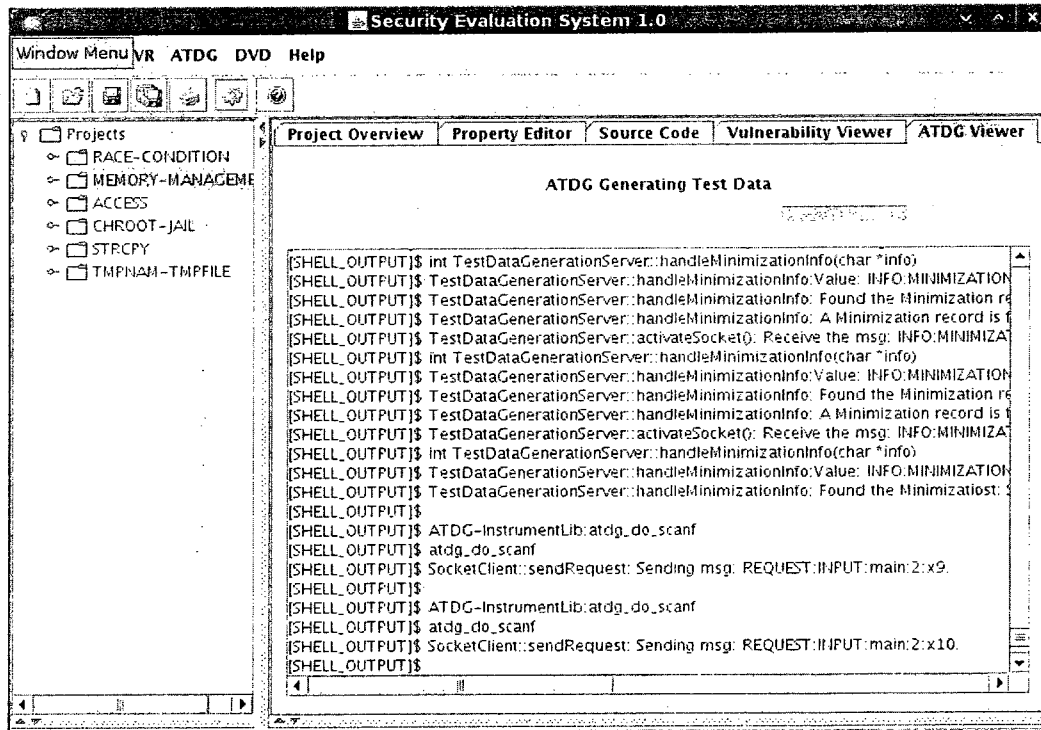 Security Evaluation System 1.0
Window Menu VR ATDG DVD Help
Projects
RACE-CONDITION
MEMORY-MANAGEME
ACCESS
CHROOT-JAIL
STRCPY
TMPNAM-TMPFILE
Project Overview Property Editor Source Code Vulnerability Viewer ATDG Viewer
ATDG Generating Test Data
[SHELL_OUTPUT]$ int TestDataGenerationServer::handleMinimizationInfo(char *info)
[SHELL_OUTPUT]$ TestDataGenerationServer::handleMinimizationInfo:Value: INFO:MINIMIZATION
[SHELL_OUTPUT]$ TestDataGenerationServer::handleMinimizationInfo: Found the Minimization re
[SHELL_OUTPUT]$ TestDataGenerationServer::handleMinimizationInfo: A Minimization record is f
[SHELL_OUTPUT]$ TestDataGenerationServer::activateSocket(): Receive the msg: INFO:MINIMIZAT
[SHELL_OUTPUT]$ int TestDataGenerationServer::handleMinimizationInfo(char *info)
[SHELL_OUTPUT]$ TestDataGenerationServer::handleMinimizationInfo:Value: INFO:MINIMIZATION
[SHELL_OUTPUT]$ TestDataGenerationServer::handleMinimizationInfo: Found the Minimization re
[SHELL_OUTPUT]$ TestDataGenerationServer::handleMinimizationInfo: A Minimization record is f
[SHELL_OUTPUT]$ TestDataGenerationServer::activateSocket(): Receive the msg: INFO:MINIMIZAT
[SHELL_OUTPUT]$ int TestDataGenerationServer::handleMinimizationInfo(char *info)
[SHELL_OUTPUT]$ TestDataGenerationServer::handleMinimizationInfo:Value: INFO:MINIMIZATION
[SHELL_OUTPUT]$ TestDataGenerationServer::handleMinimizationInfo: Found the Minimizatiost: S
[SHELL_OUTPUT]$
[SHELL_OUTPUT]$ ATDG-InstrumentLib:atdg_do_scanf
[SHELL_OUTPUT]$ atdg_do_scanf
[SHELL_OUTPUT]$ SocketClient::sendRequest: Sending msg: REQUEST:INPUT:main:2:x9.
[SHELL_OUTPUT]$
[SHELL_OUTPUT]$ ATDG-InstrumentLib:atdg_do_scanf
[SHELL_OUTPUT]$ atdg_do_scanf
[SHELL_OUTPUT]$ SocketClient::sendRequest: Sending msg: REQUEST:INPUT:main:2:x10.
[SHELL_OUTPUT]$